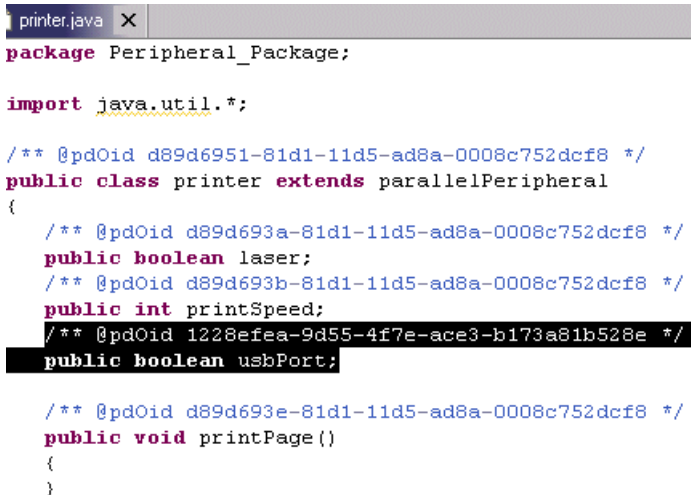 printer.java
package Peripheral_Package;
import java.util.*;
/** @pdOid d89d6951-81d1-11d5-ad8a-0008c752dcf8 */
public class printer extends parallelPeripheral
{
/** @pdOid d89d693a-81d1-11d5-ad8a-0008c752dcf8 */
public boolean laser;
/** @pdOid d89d693b-81d1-11d5-ad8a-0008c752dcf8 */
public int printSpeed;
/** @pdOid 1228efea-9d55-4f7e-ace3-b173a81b528e */
public boolean usbPort;
/** @pdOid d89d693e-81d1-11d5-ad8a-0008c752dcf8 */
public void printPage()
{
}